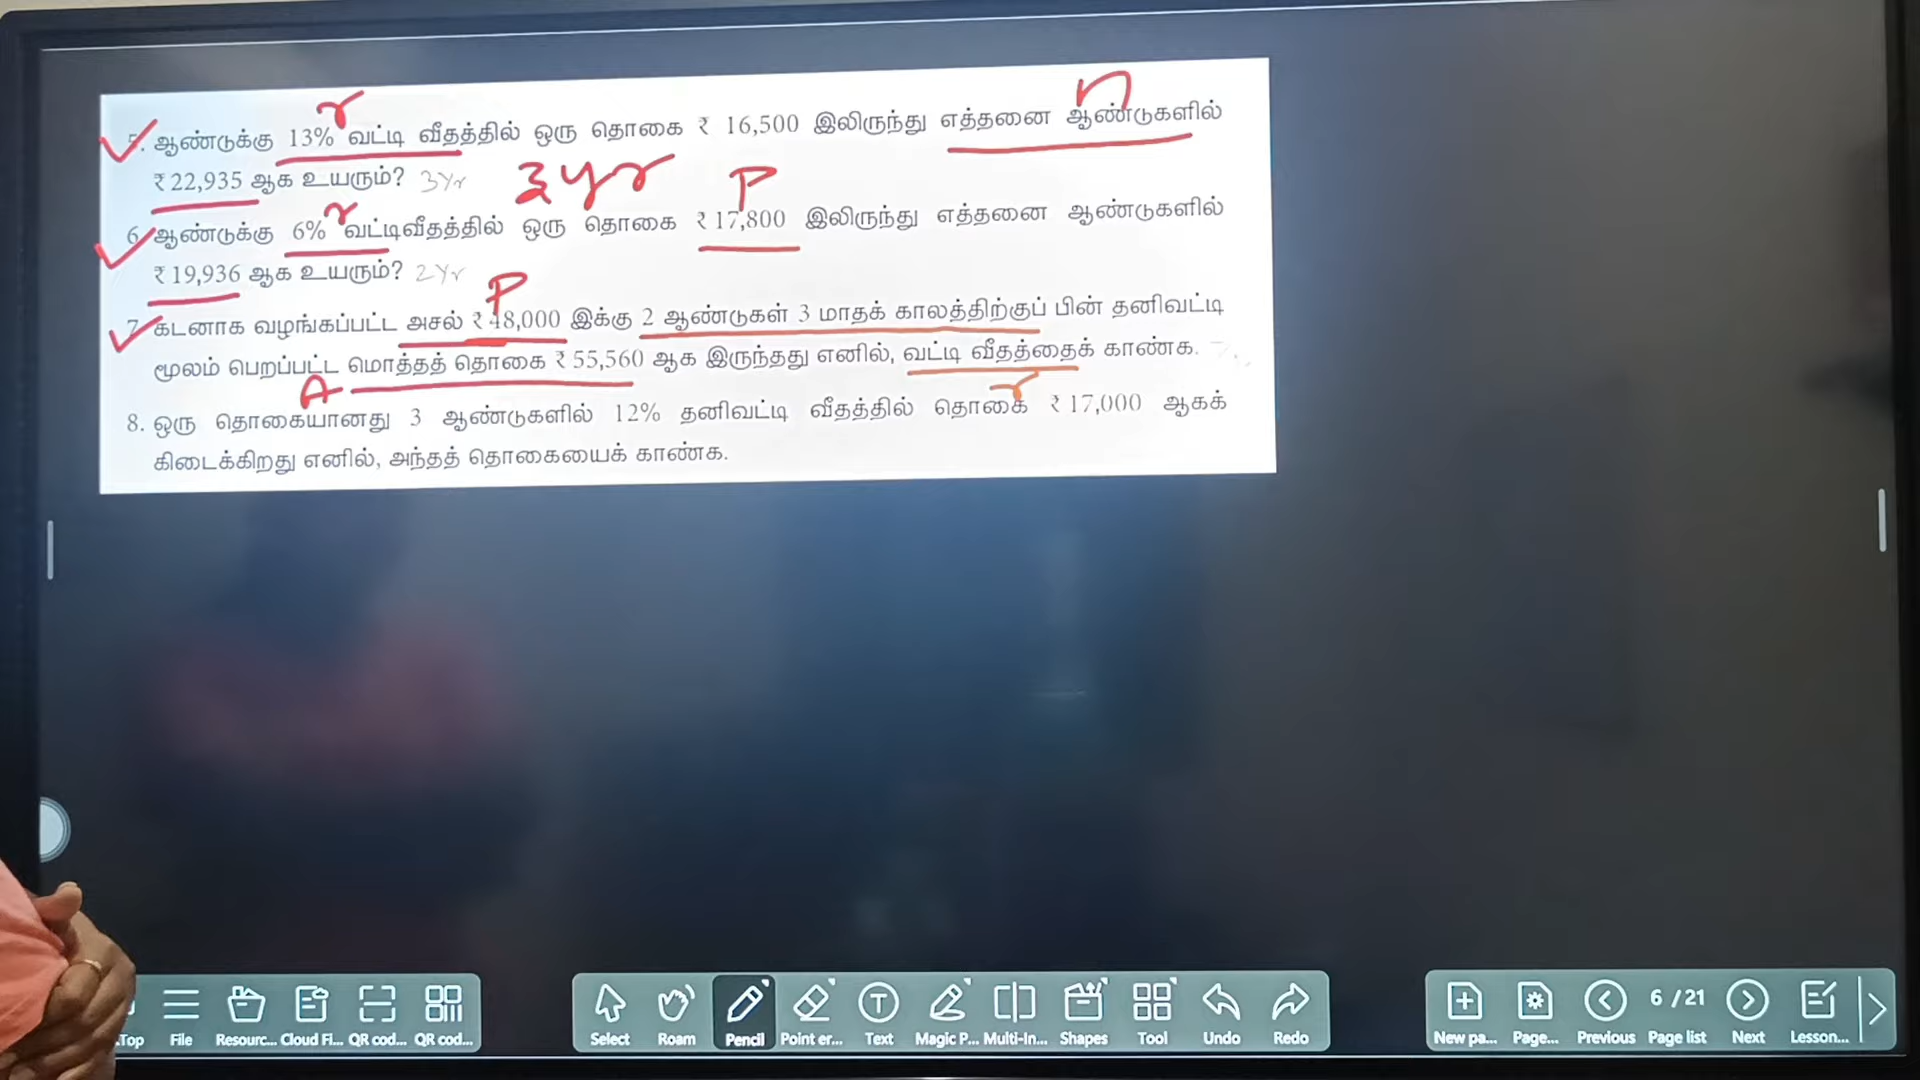 5. ஆண்டுக்கு 13% வட்டி வீதத்தில் ஒரு தொகை ₹ 16,500 இலிருந்து எத்தனை ஆண்டுகளில்
r
n
₹ 22,935 ஆக உயரும்? 3Yr 3yr
6. ஆண்டுக்கு 6% வட்டிவீதத்தில் ஒரு தொகை ₹ 17,800 இலிருந்து எத்தனை ஆண்டுகளில்
r
P
₹ 19,936 ஆக உயரும்? 2Yr
P
7. கடனாக வழங்கப்பட்ட அசல் ₹ 48,000 இக்கு 2 ஆண்டுகள் 3 மாதக் காலத்திற்குப் பின் தனிவட்டி
மூலம் பெறப்பட்ட மொத்தத் தொகை ₹ 55,560 ஆக இருந்தது எனில், வட்டி வீதத்தைக் காண்க.
A
r
8. ஒரு தொகையானது 3 ஆண்டுகளில் 12% தனிவட்டி வீதத்தில் தொகை ₹ 17,000 ஆகக்
கிடைக்கிறது எனில், அந்தத் தொகையைக் காண்க.
Top File Resourc... Cloud Fi... QR cod... QR cod... Select Roam Pencil Point er... Text Magic P... Multi-In... Shapes Tool Undo Redo New pa... Page... Previous 6 / 21 Page list Next Lesson...